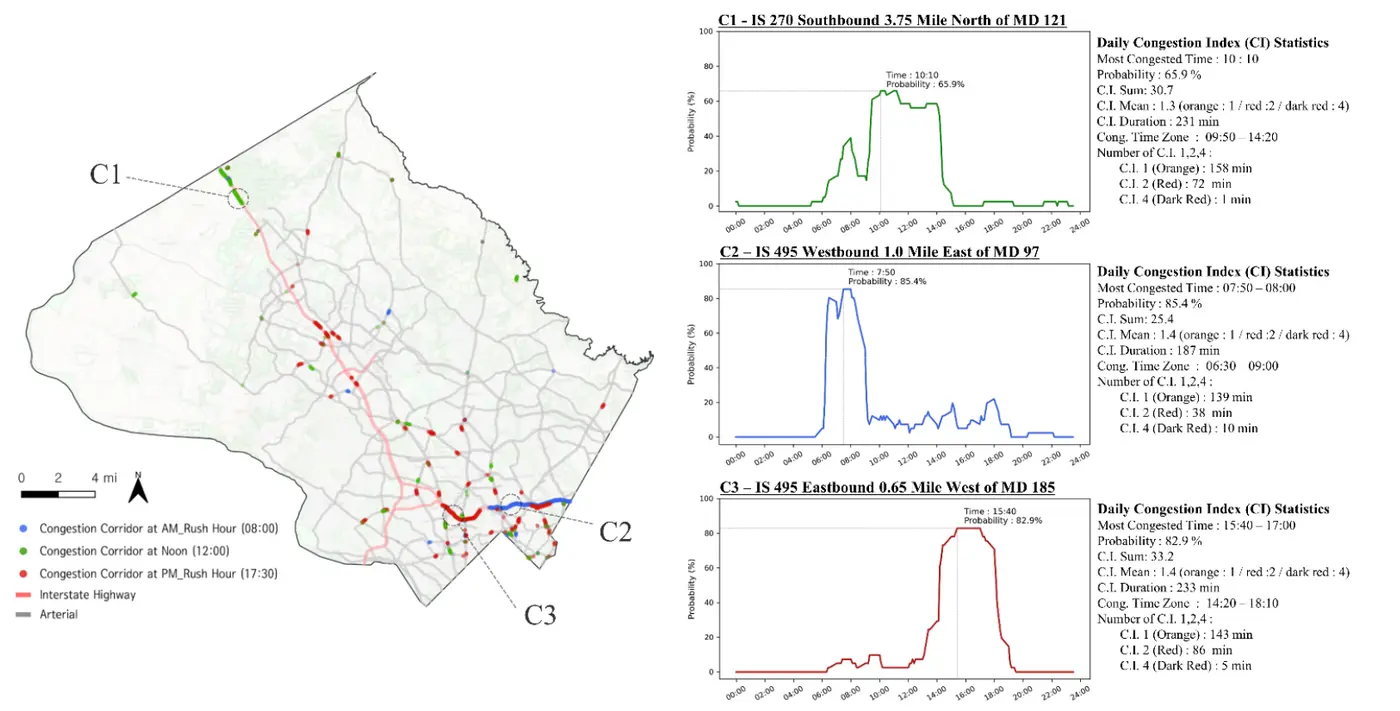 C1
C2
C3
0 2 4 mi
N
Congestion Corridor at AM_Rush Hour (08:00)
Congestion Corridor at Noon (12:00)
Congestion Corridor at PM_Rush Hour (17:30)
Interstate Highway
Arterial
C1 - IS 270 Southbound 3.75 Mile North of MD 121
100
80
60
40
20
0
Probability (%)
Time : 10:10
Probability : 65.9%
00:00 02:00 04:00 06:00 08:00 10:00 12:00 14:00 16:00 18:00 20:00 22:00 24:00
Daily Congestion Index (CI) Statistics
Most Congested Time : 10 : 10
Probability : 65.9 %
C.I. Sum: 30.7
C.I. Mean : 1.3 (orange : 1 / red :2 / dark red : 4)
C.I. Duration : 231 min
Cong. Time Zone : 09:50 – 14:20
Number of C.I. 1,2,4 :
C.I. 1 (Orange) : 158 min
C.I. 2 (Red) : 72 min
C.I. 4 (Dark Red) : 1 min
C2 – IS 495 Westbound 1.0 Mile East of MD 97
100
80
60
40
20
0
Probability (%)
Time : 7:50
Probability : 85.4%
00:00 02:00 04:00 06:00 08:00 10:00 12:00 14:00 16:00 18:00 20:00 22:00 24:00
Daily Congestion Index (CI) Statistics
Most Congested Time : 07:50 – 08:00
Probability : 85.4 %
C.I. Sum: 25.4
C.I. Mean : 1.4 (orange : 1 / red :2 / dark red : 4)
C.I. Duration : 187 min
Cong. Time Zone : 06:30 09:00
Number of C.I. 1,2,4 :
C.I. 1 (Orange) : 139 min
C.I. 2 (Red) : 38 min
C.I. 4 (Dark Red) : 10 min
C3 – IS 495 Eastbound 0.65 Mile West of MD 185
100
80
60
40
20
0
Probability (%)
Time : 15:40
Probability : 82.9%
00:00 02:00 04:00 06:00 08:00 10:00 12:00 14:00 16:00 18:00 20:00 22:00 24:00
Daily Congestion Index (CI) Statistics
Most Congested Time : 15:40 – 17:00
Probability : 82.9 %
C.I. Sum: 33.2
C.I. Mean : 1.4 (orange : 1 / red :2 / dark red : 4)
C.I. Duration : 233 min
Cong. Time Zone : 14:20 – 18:10
Number of C.I. 1,2,4 :
C.I. 1 (Orange) : 143 min
C.I. 2 (Red) : 86 min
C.I. 4 (Dark Red) : 5 min